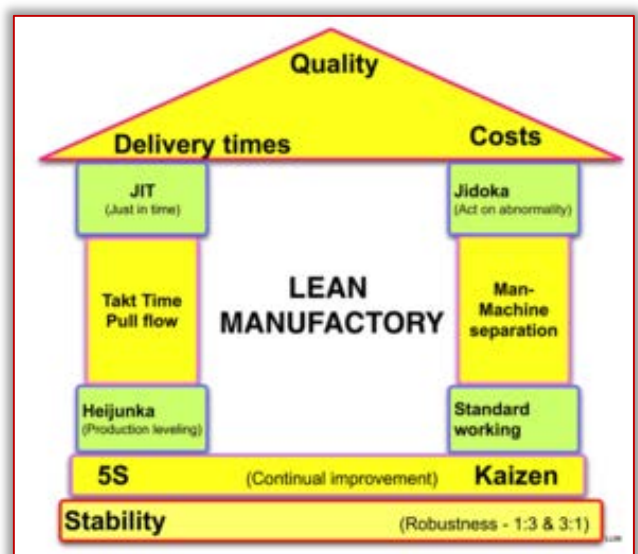 Quality
Delivery times Costs
JIT
(Just in time)
Jidoka
(Act on abnormality)
Takt Time
Pull flow
LEAN
MANUFACTORY
Man-
Machine
separation
Heijunka
(Production leveling)
Standard
working
5S (Continual improvement) Kaizen
Stability (Robustness - 1:3 & 3:1)